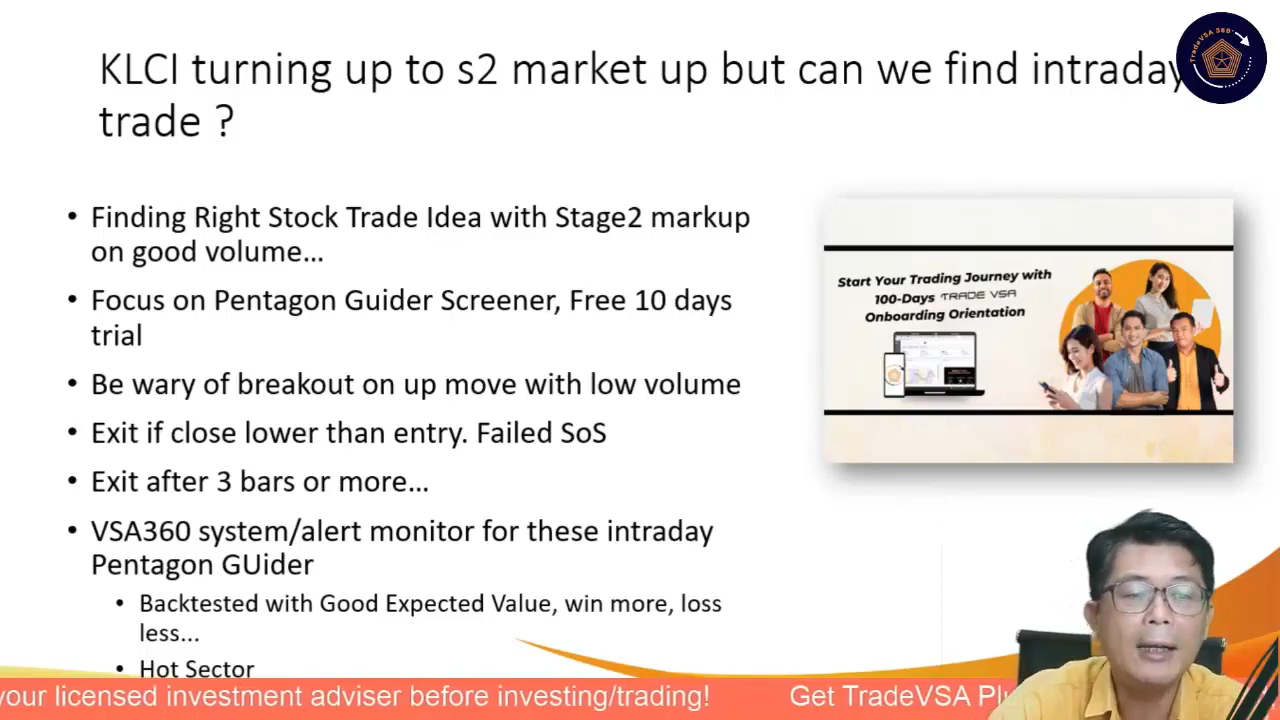 KLCI turning up to s2 market up but can we find intraday
trade ?
TradeVSA 360°
• Finding Right Stock Trade Idea with Stage2 markup
on good volume…
• Focus on Pentagon Guider Screener, Free 10 days
trial
• Be wary of breakout on up move with low volume
• Exit if close lower than entry. Failed SoS
• Exit after 3 bars or more…
• VSA360 system/alert monitor for these intraday
Pentagon GUider
• Backtested with Good Expected Value, win more, loss
less...
• Hot Sector
Start Your Trading Journey with
100-Days TRADE VSA
Onboarding Orientation
your licensed investment adviser before investing/trading! Get TradeVSA